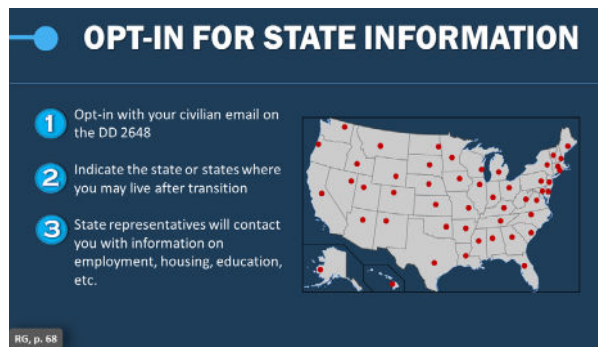 OPT-IN FOR STATE INFORMATION
1 Opt-in with your civilian email on
the DD 2648
2 Indicate the state or states where
you may live after transition
3 State representatives will contact
you with information on
employment, housing, education,
etc.
RG, p. 68